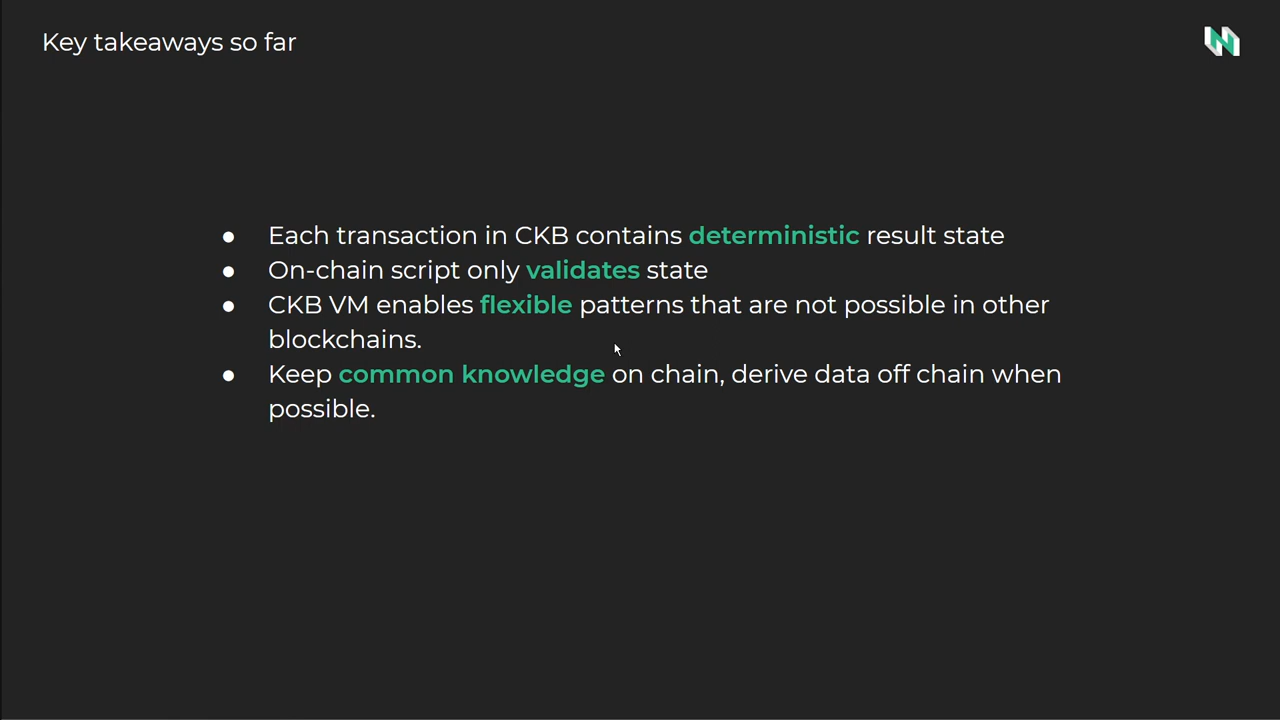 Key takeaways so far
● Each transaction in CKB contains deterministic result state
● On-chain script only validates state
● CKB VM enables flexible patterns that are not possible in other
blockchains.
● Keep common knowledge on chain, derive data off chain when
possible.